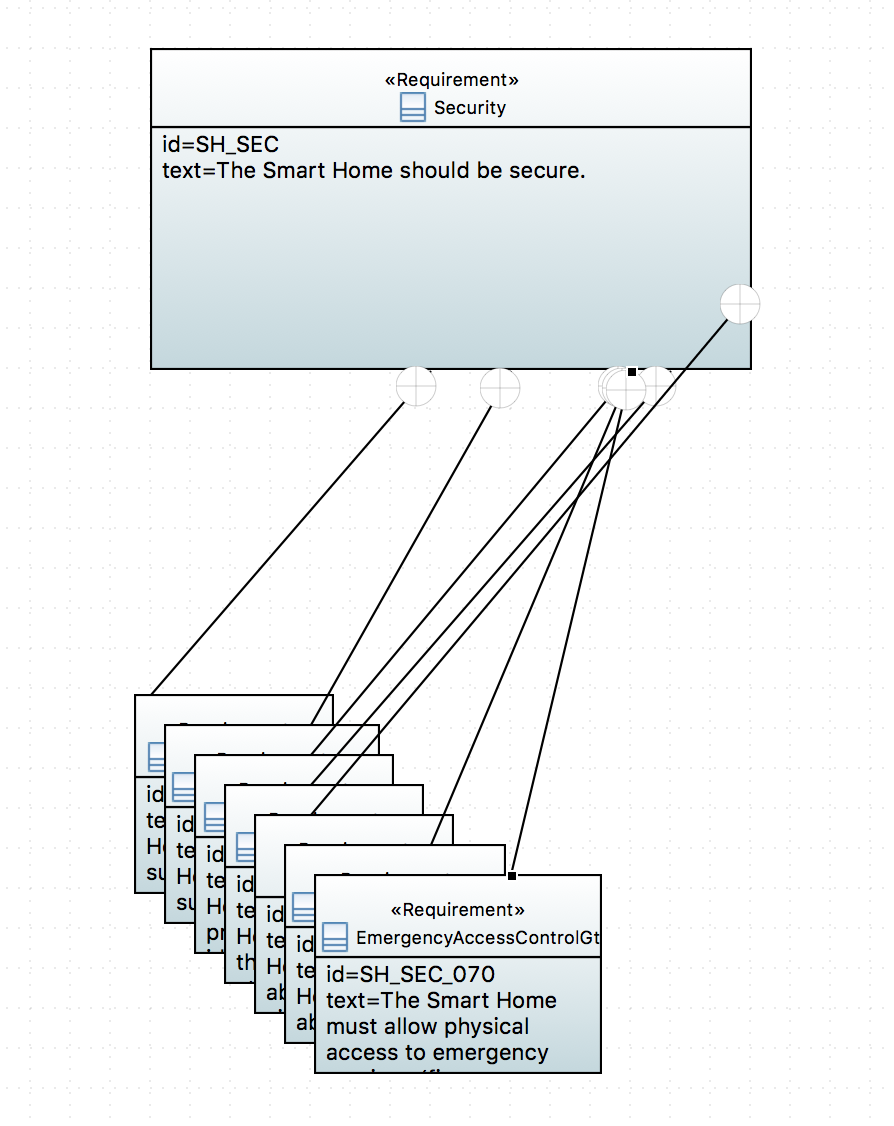 «Requirement»
Security
id=SH_SEC
text=The Smart Home should be secure.
id
te
H
su
id
te
H
su
id
te
H
pr
id
te
H
th
id
te
H
ab
id
te
H
ab
«Requirement»
EmergencyAccessControlGt
id=SH_SEC_070
text=The Smart Home
must allow physical
access to emergency